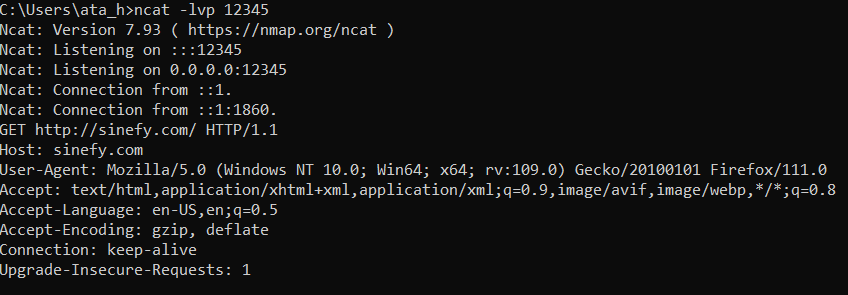 C:\Users\ata_h>ncat -lvp 12345
Ncat: Version 7.93 ( https://nmap.org/ncat )
Ncat: Listening on :::12345
Ncat: Listening on 0.0.0.0:12345
Ncat: Connection from ::1.
Ncat: Connection from ::1:1860.
GET http://sinefy.com/ HTTP/1.1
Host: sinefy.com
User-Agent: Mozilla/5.0 (Windows NT 10.0; Win64; x64; rv:109.0) Gecko/20100101 Firefox/111.0
Accept: text/html,application/xhtml+xml,application/xml;q=0.9,image/avif,image/webp,*/*;q=0.8
Accept-Language: en-US,en;q=0.5
Accept-Encoding: gzip, deflate
Connection: keep-alive
Upgrade-Insecure-Requests: 1